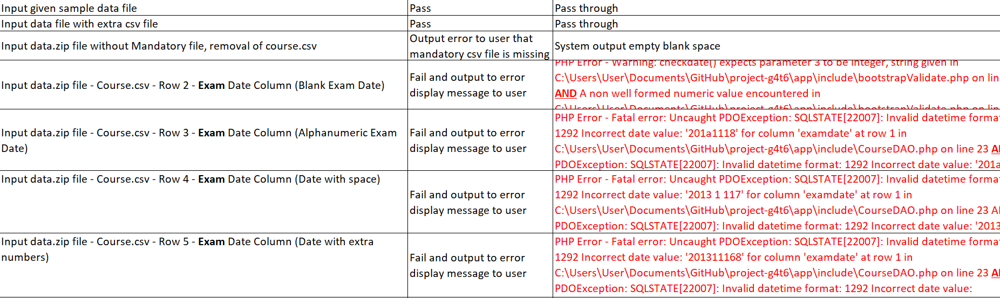 Input given sample data file
Pass
Pass through
Input data file with extra csv file
Pass
Pass through
Input data.zip file without Mandatory file, removal of course.csv
Output error to user that
mandatory csv file is missing
System output empty blank space
Input data.zip file - Course.csv - Row 2 - Exam Date Column (Blank Exam Date)
Fail and output to error
display message to user
PHP Error - Warning: checkdate() expects parameter 3 to be integer, string given in
C:\Users\User\Documents\GitHub\project-g4t6\app\include\bootstrapValidate.php on lin
AND A non well formed numeric value encountered in
C:\Users\User\Documents\GitHub\project-g4t6\app\include\bootstrapValidate.php on lin
Input data.zip file - Course.csv - Row 3 - Exam Date Column (Alphanumeric Exam
Date)
Fail and output to error
display message to user
PHP Error - Fatal error: Uncaught PDOException: SQLSTATE[22007]: Invalid datetime forma
1292 Incorrect date value: '201a1118' for column 'examdate' at row 1 in
C:\Users\User\Documents\GitHub\project-g4t6\app\include\CourseDAO.php on line 23 A
PDOException: SQLSTATE[22007]: Invalid datetime format: 1292 Incorrect date value: '201a
Input data.zip file - Course.csv - Row 4 - Exam Date Column (Date with space)
Fail and output to error
display message to user
PHP Error - Fatal error: Uncaught PDOException: SQLSTATE[22007]: Invalid datetime forma
1292 Incorrect date value: '2013 1 117' for column 'examdate' at row 1 in
C:\Users\User\Documents\GitHub\project-g4t6\app\include\CourseDAO.php on line 23 A
PDOException: SQLSTATE[22007]: Invalid datetime format: 1292 Incorrect date value: '2013
Input data.zip file - Course.csv - Row 5 - Exam Date Column (Date with extra
numbers)
Fail and output to error
display message to user
PHP Error - Fatal error: Uncaught PDOException: SQLSTATE[22007]: Invalid datetime forma
1292 Incorrect date value: '201311168' for column 'examdate' at row 1 in
C:\Users\User\Documents\GitHub\project-g4t6\app\include\CourseDAO.php on line 23 A
PDOException: SQLSTATE[22007]: Invalid datetime format: 1292 Incorrect date value: